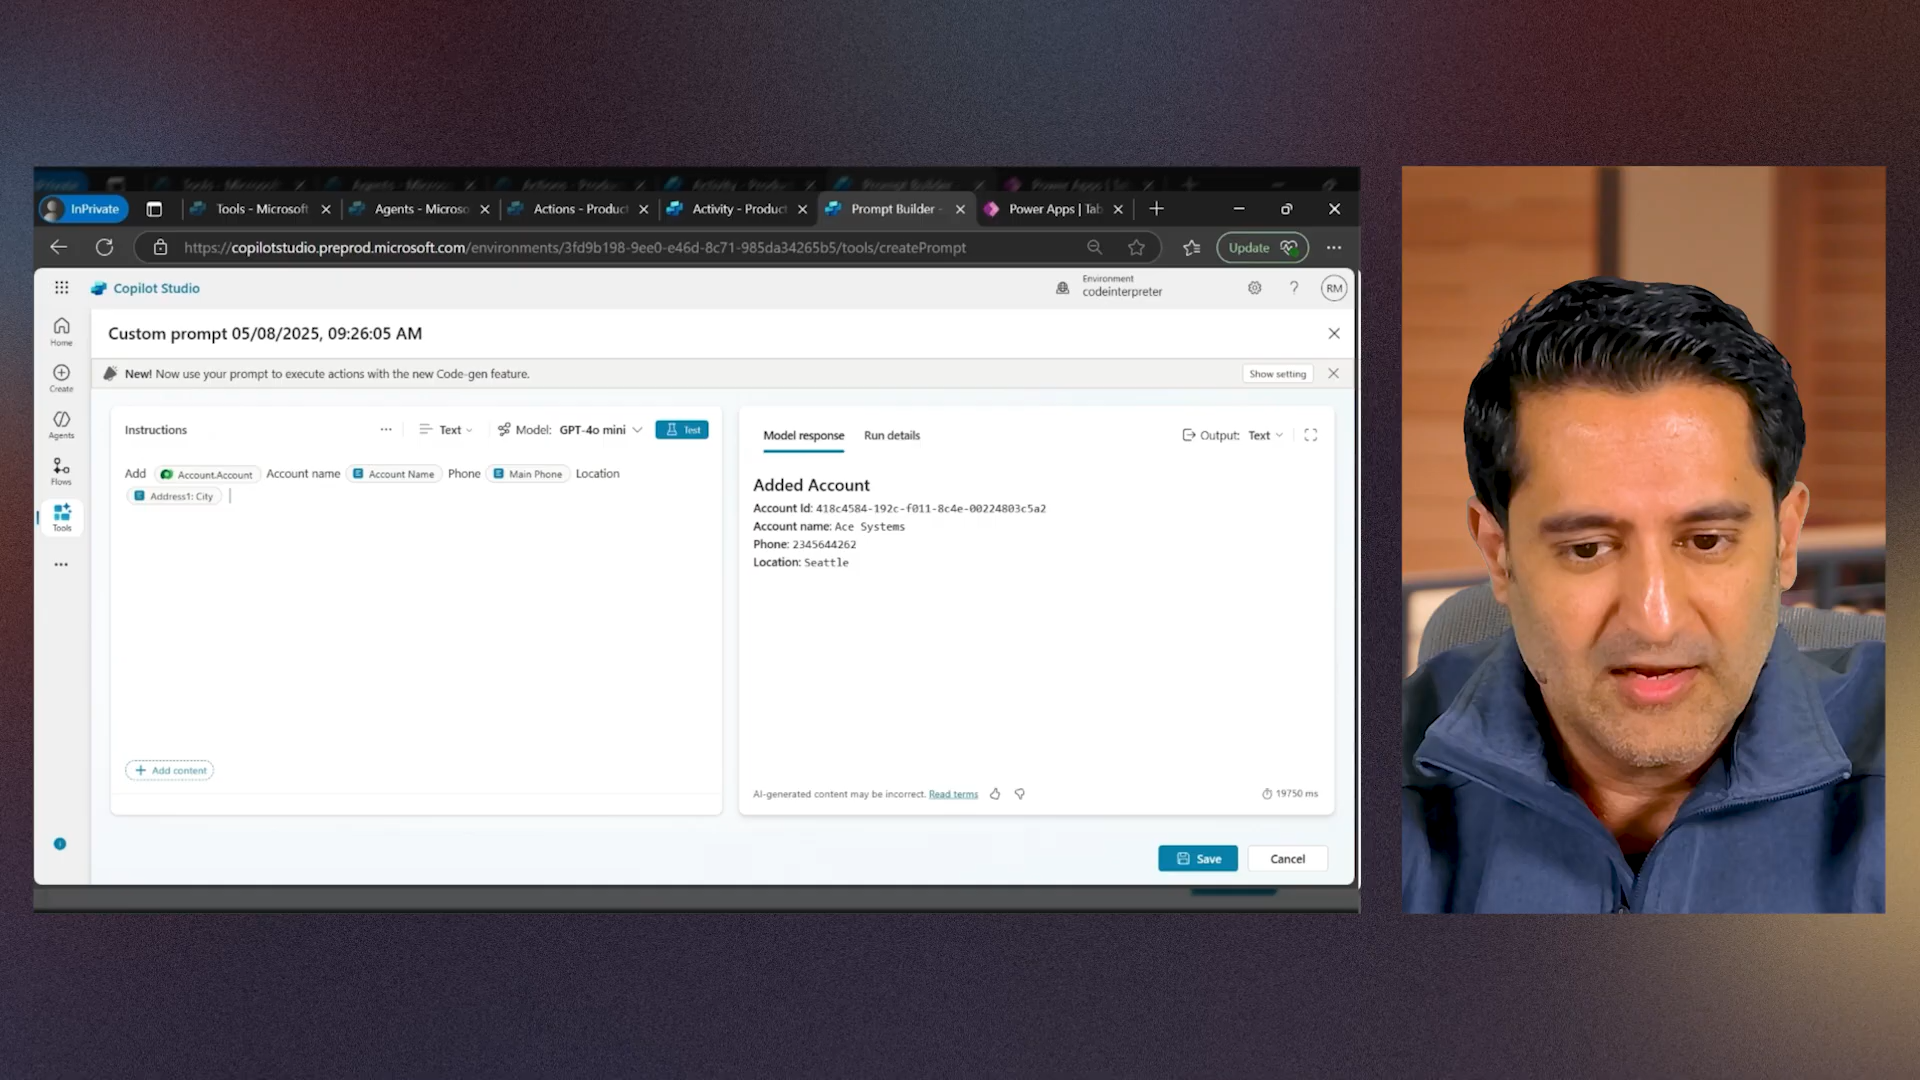 InPrivate
Tools - Microsoft
Agents - Microso
Actions - Product
Activity - Product
Prompt Builder -
Power Apps | Tab
https://copilotstudio.preprod.microsoft.com/environments/3fd9b198-9ee0-e46d-8c71-985da34265b5/tools/createPrompt
Update
Copilot Studio
Environment
codeinterpreter
?
RM
Home
Create
Agents
Flows
Tools
Custom prompt 05/08/2025, 09:26:05 AM
New! Now use your prompt to execute actions with the new Code-gen feature.
Show setting
Instructions
Text
Model: GPT-4o mini
Test
Add Account.Account Account name Account Name Phone Main Phone Location
Address1: City
Add content
Model response
Run details
Output: Text
Added Account
Account Id: 418c4584-192c-f011-8c4e-00224803c5a2
Account name: Ace Systems
Phone: 2345644262
Location: Seattle
AI-generated content may be incorrect. Read terms
19750 ms
Save
Cancel